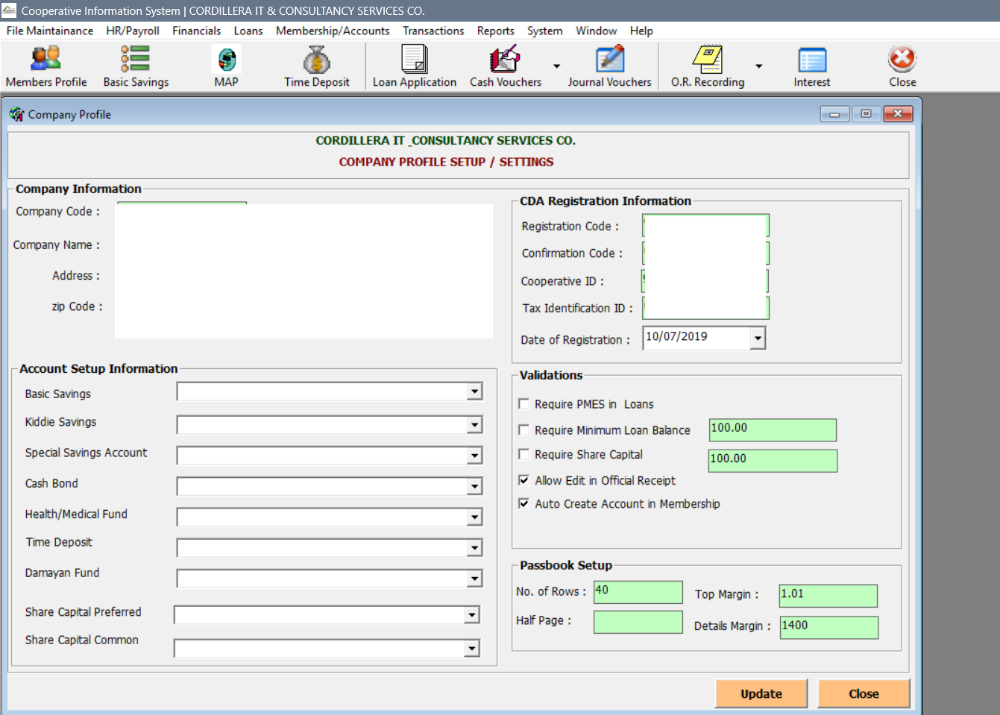 Cooperative Information System | CORDILLERA IT & CONSULTANCY SERVICES CO.
File Maintainance HR/Payroll Financials Loans Membership/Accounts Transactions Reports System Window Help
Members Profile Basic Savings MAP Time Deposit Loan Application Cash Vouchers Journal Vouchers O.R. Recording Interest Close
Company Profile
CORDILLERA IT _CONSULTANCY SERVICES CO.
COMPANY PROFILE SETUP / SETTINGS
Company Information
Company Code :
Company Name :
Address :
zip Code :
CDA Registration Information
Registration Code :
Confirmation Code :
Cooperative ID :
Tax Identification ID :
Date of Registration : 10/07/2019
Account Setup Information
Basic Savings
Kiddie Savings
Special Savings Account
Cash Bond
Health/Medical Fund
Time Deposit
Damayan Fund
Share Capital Preferred
Share Capital Common
Validations
Require PMES in Loans
Require Minimum Loan Balance 100.00
Require Share Capital 100.00
Allow Edit in Official Receipt
Auto Create Account in Membership
Passbook Setup
No. of Rows : 40 Top Margin : 1.01
Half Page : Details Margin : 1400
Update Close